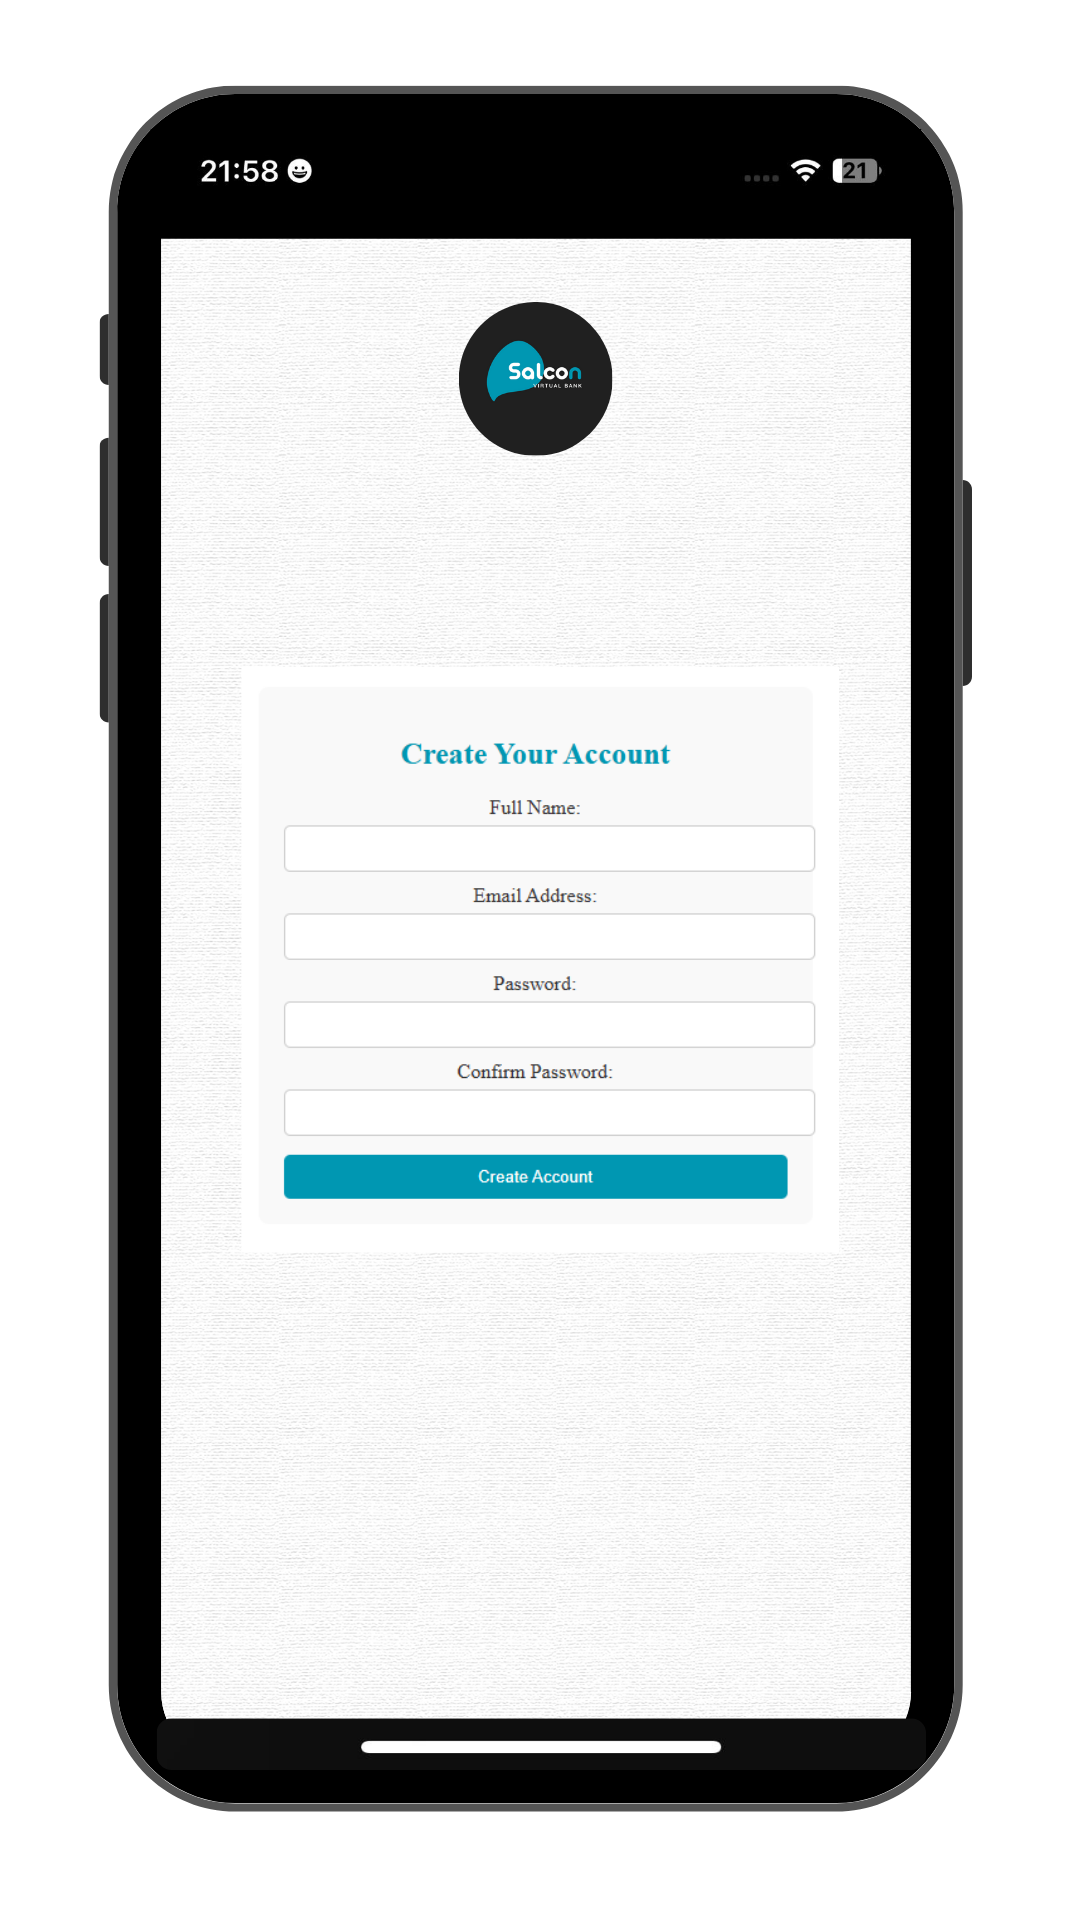 21:58
21
Salcon
VIRTUAL BANK
Create Your Account
Full Name:
Email Address:
Password:
Confirm Password:
Create Account